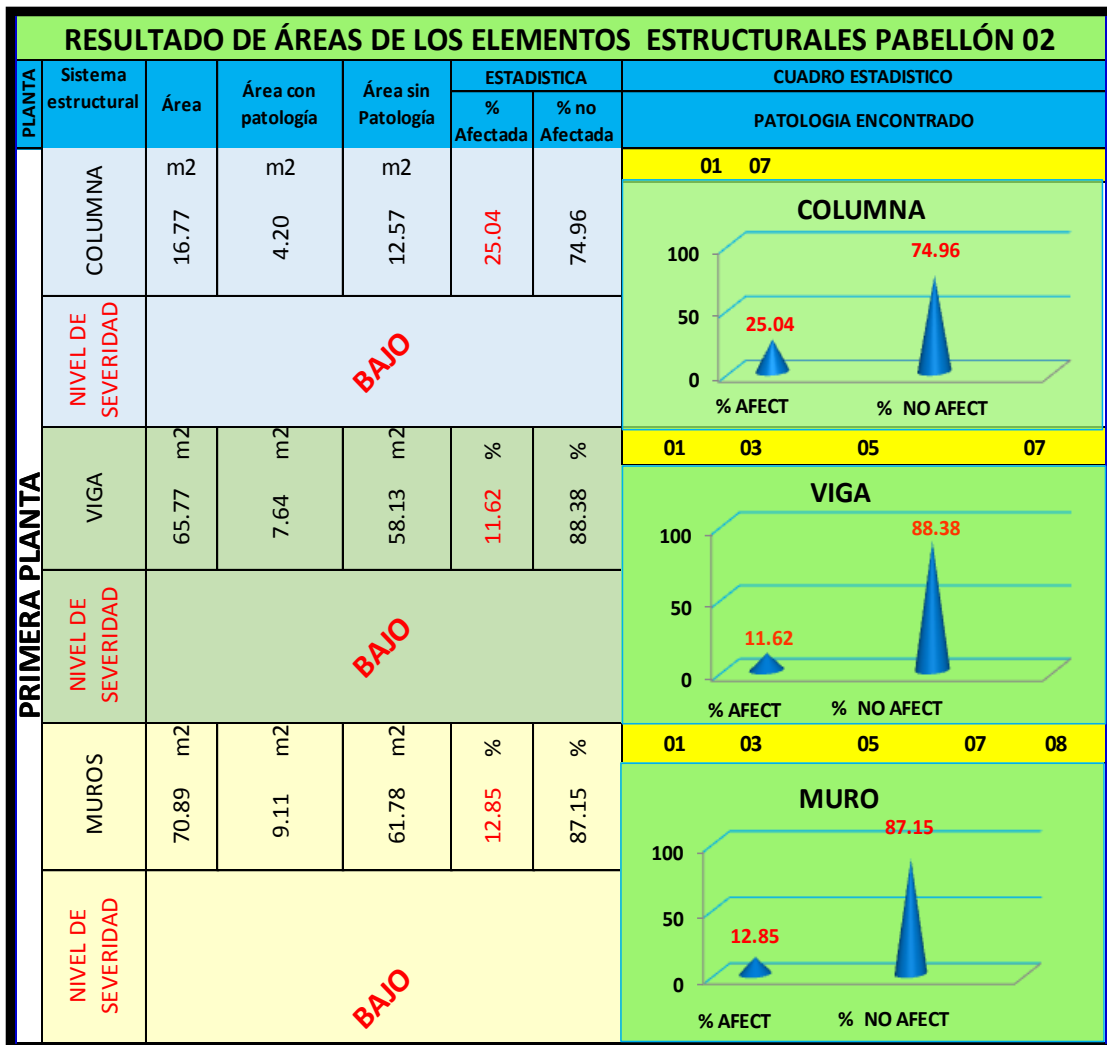 RESULTADO DE ÁREAS DE LOS ELEMENTOS ESTRUCTURALES PABELLÓN 02
PLANTA
Sistema
estructural
Área
Área con
patología
Área sin
Patología
ESTADISTICA
%
Afectada
% no
Afectada
CUADRO ESTADISTICO
PATOLOGIA ENCONTRADO
PRIMERA PLANTA
COLUMNA
m2 m2 m2
16.77 4.20 12.57 25.04 74.96
01 07
COLUMNA
100
50
0
25.04
74.96
% AFECT % NO AFECT
NIVEL DE
SEVERIDAD
BAJO
VIGA
m2 m2 m2 % %
65.77 7.64 58.13 11.62 88.38
01 03 05 07
VIGA
100
50
0
11.62
88.38
% AFECT % NO AFECT
NIVEL DE
SEVERIDAD
BAJO
MUROS
m2 m2 m2 % %
70.89 9.11 61.78 12.85 87.15
01 03 05 07 08
MURO
100
50
0
12.85
87.15
% AFECT % NO AFECT
NIVEL DE
SEVERIDAD
BAJO